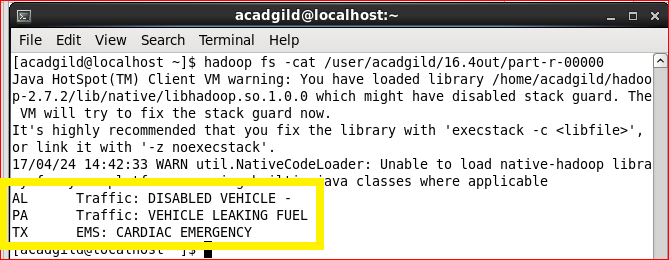 acadgild@localhost:~
File Edit View Search Terminal Help
[acadgild@localhost ~]$ hadoop fs -cat /user/acadgild/16.4out/part-r-00000
Java HotSpot(TM) Client VM warning: You have loaded library /home/acadgild/hadoo
p-2.7.2/lib/native/libhadoop.so.1.0.0 which might have disabled stack guard. The
VM will try to fix the stack guard now.
It's highly recommended that you fix the library with 'execstack -c <libfile>',
or link it with '-z noexecstack'.
17/04/24 14:42:33 WARN util.NativeCodeLoader: Unable to load native-hadoop libra
java classes where applicable
AL Traffic: DISABLED VEHICLE -
PA Traffic: VEHICLE LEAKING FUEL
TX EMS: CARDIAC EMERGENCY
[acadgild@localhost ~]$